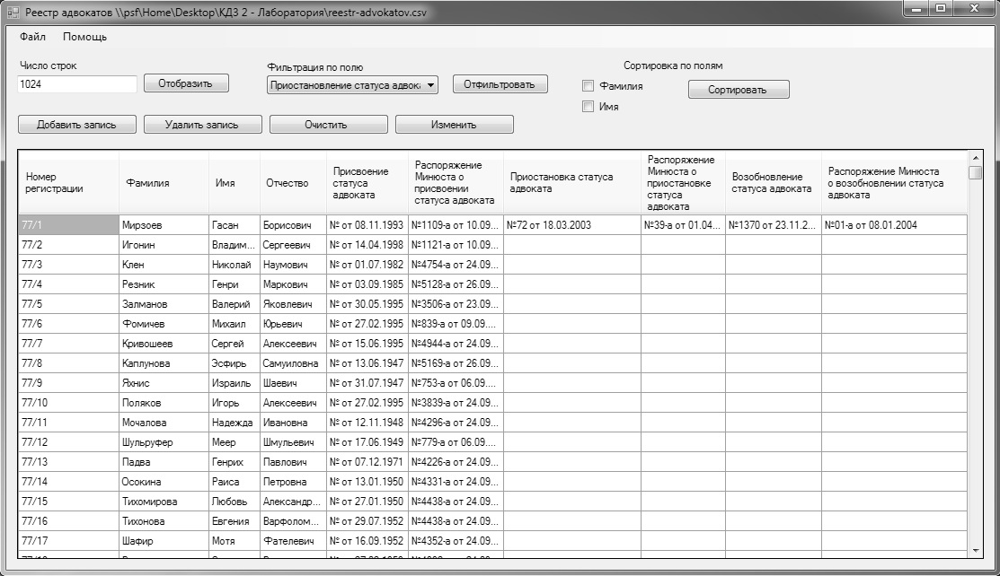 Реестр адвокатов \\psf\Home\Desktop\КДЗ 2 - Лаборатория\reestr-advokatov.csv
Файл Помощь
Число строк
1024
Отобразить
Фильтрация по полю
Приостановление статуса адвока
Отфильтровать
Сортировка по полям
Фамилия
Имя
Сортировать
Добавить запись Удалить запись Очистить Изменить
Номер регистрации Фамилия Имя Отчество Присвоение статуса адвоката Распоряжение Минюста о присвоении статуса адвоката Приостановка статуса адвоката Распоряжение Минюста о приостановке статуса адвоката Возобновление статуса адвоката Распоряжение Минюста о возобновлении статуса адвоката
77/1 Мирзоев Гасан Борисович № от 08.11.1993 №1109-а от 10.09... №72 от 18.03.2003 №39-а от 01.04... №1370 от 23.11.2... №01-а от 08.01.2004
77/2 Игонин Владим... Сергеевич № от 14.04.1998 №1121-а от 10.09...
77/3 Клен Николай Наумович № от 01.07.1982 №4754-а от 24.09...
77/4 Резник Генри Маркович № от 03.09.1985 №5128-а от 26.09...
77/5 Залманов Валерий Яковлевич № от 30.05.1995 №3506-а от 23.09...
77/6 Фомичев Михаил Юрьевич № от 27.02.1995 №839-а от 09.09....
77/7 Кривошеев Сергей Алексеевич № от 15.06.1995 №4944-а от 24.09...
77/8 Каплунова Эсфирь Самуиловна № от 13.06.1947 №5169-а от 26.09...
77/9 Яхнис Израиль Шаевич № от 31.07.1947 №753-а от 06.09....
77/10 Поляков Игорь Алексеевич № от 27.02.1995 №3839-а от 24.09...
77/11 Мочалова Надежда Ивановна № от 12.11.1948 №4296-а от 24.09...
77/12 Шульруфер Меер Шмульевич № от 17.06.1949 №779-а от 06.09....
77/13 Падва Генрих Павлович № от 07.12.1971 №4226-а от 24.09...
77/14 Осокина Раиса Петровна № от 13.01.1950 №4331-а от 24.09...
77/15 Тихомирова Любовь Александр... № от 27.01.1950 №4438-а от 24.09...
77/16 Тихонова Евгения Варфолом... № от 29.07.1952 №4438-а от 24.09...
77/17 Шафир Мотя Фателевич № от 16.09.1952 №4352-а от 24.09...